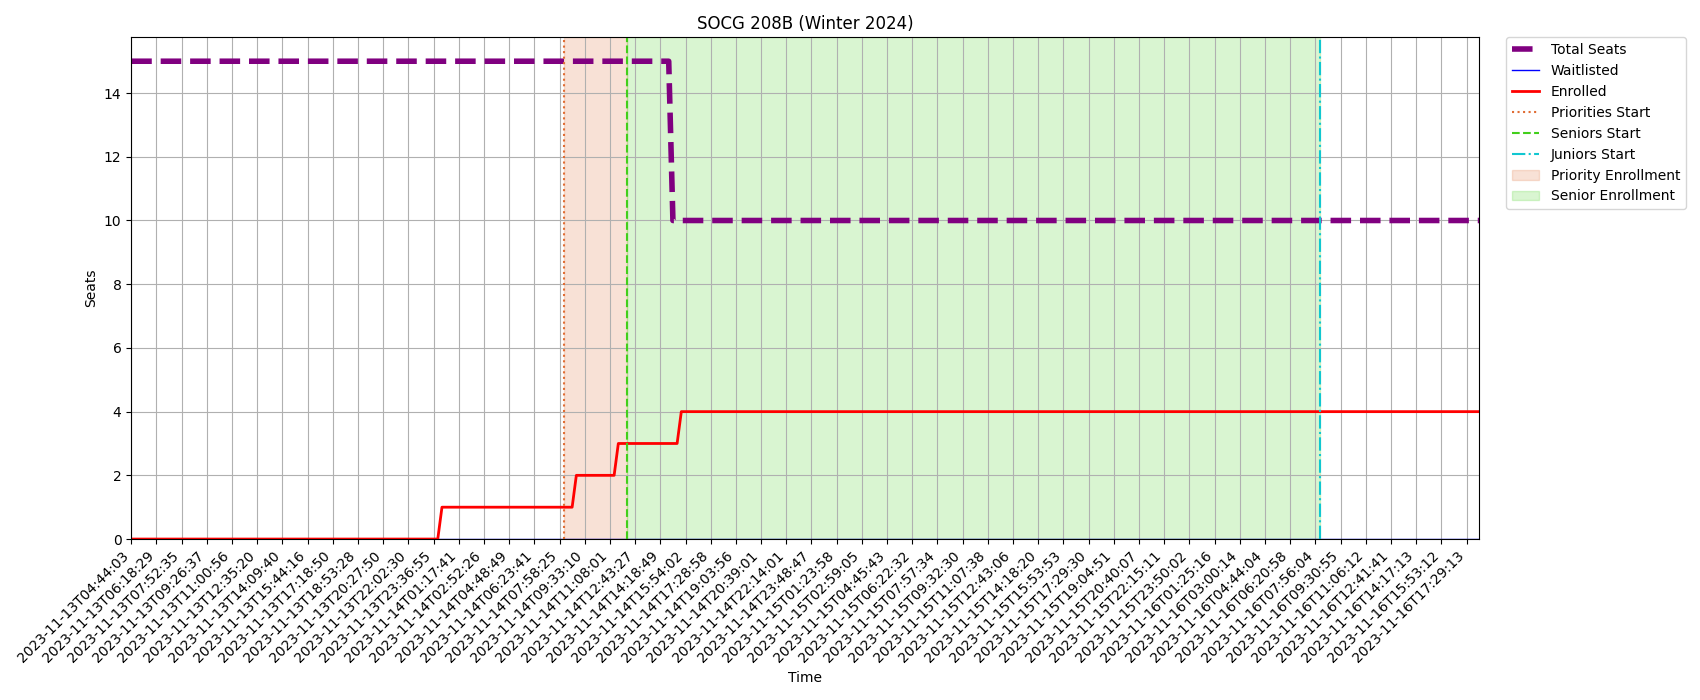 SOCG 208B (Winter 2024)
Total Seats
Waitlisted
Enrolled
Priorities Start
Seniors Start
Juniors Start
Priority Enrollment
Senior Enrollment
Seats
14
12
10
8
6
4
2
0
2023-11-13T04:44:03
2023-11-13T06:18:29
2023-11-13T07:52:35
2023-11-13T09:26:37
2023-11-13T11:00:56
2023-11-13T12:35:20
2023-11-13T14:09:40
2023-11-13T15:44:16
2023-11-13T17:18:50
2023-11-13T18:53:28
2023-11-13T20:27:50
2023-11-13T22:02:30
2023-11-13T23:36:55
2023-11-14T01:17:41
2023-11-14T02:52:26
2023-11-14T04:48:49
2023-11-14T06:23:41
2023-11-14T07:58:25
2023-11-14T09:33:10
2023-11-14T11:08:01
2023-11-14T12:43:27
2023-11-14T14:18:49
2023-11-14T15:54:02
2023-11-14T17:28:58
2023-11-14T19:03:56
2023-11-14T20:39:01
2023-11-14T22:14:01
2023-11-14T23:48:47
2023-11-15T01:23:58
2023-11-15T02:59:05
2023-11-15T04:45:43
2023-11-15T06:22:32
2023-11-15T07:57:34
2023-11-15T09:32:30
2023-11-15T11:07:38
2023-11-15T12:43:06
2023-11-15T14:18:20
2023-11-15T15:53:53
2023-11-15T17:29:30
2023-11-15T19:04:51
2023-11-15T20:40:07
2023-11-15T22:15:11
2023-11-15T23:50:02
2023-11-16T01:25:16
2023-11-16T03:00:14
2023-11-16T04:44:04
2023-11-16T06:20:58
2023-11-16T07:56:04
2023-11-16T09:30:55
2023-11-16T11:06:12
2023-11-16T12:41:41
2023-11-16T14:17:13
2023-11-16T15:53:12
2023-11-16T17:29:13
Time